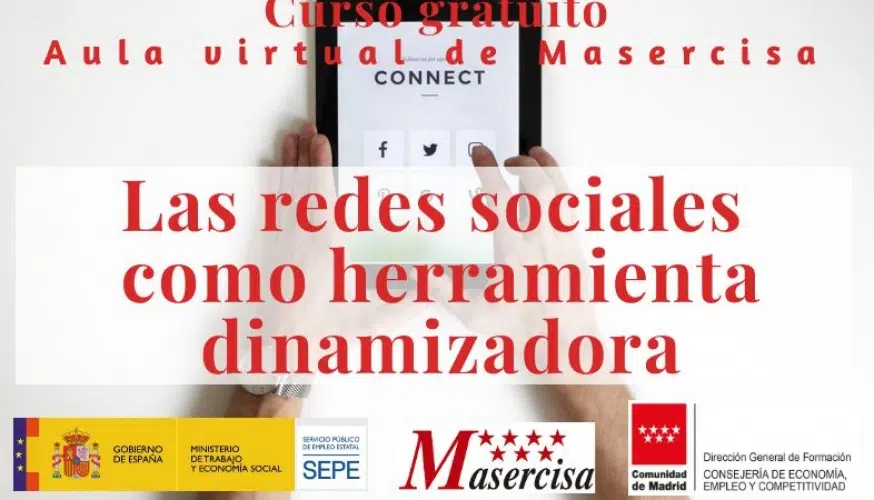 Curso gratuito
Aula virtual de Masercisa
CONNECT
Las redes sociales
como herramienta
dinamizadora
GOBIERNO
DE ESPAÑA
MINISTERIO
DE TRABAJO
Y ECONOMÍA SOCIAL
SERVICIO PÚBLICO
DE EMPLEO ESTATAL
SEPE
Masercisa
Comunidad
de Madrid
Dirección General de Formación
CONSEJERÍA DE ECONOMÍA,
EMPLEO Y COMPETITIVIDAD